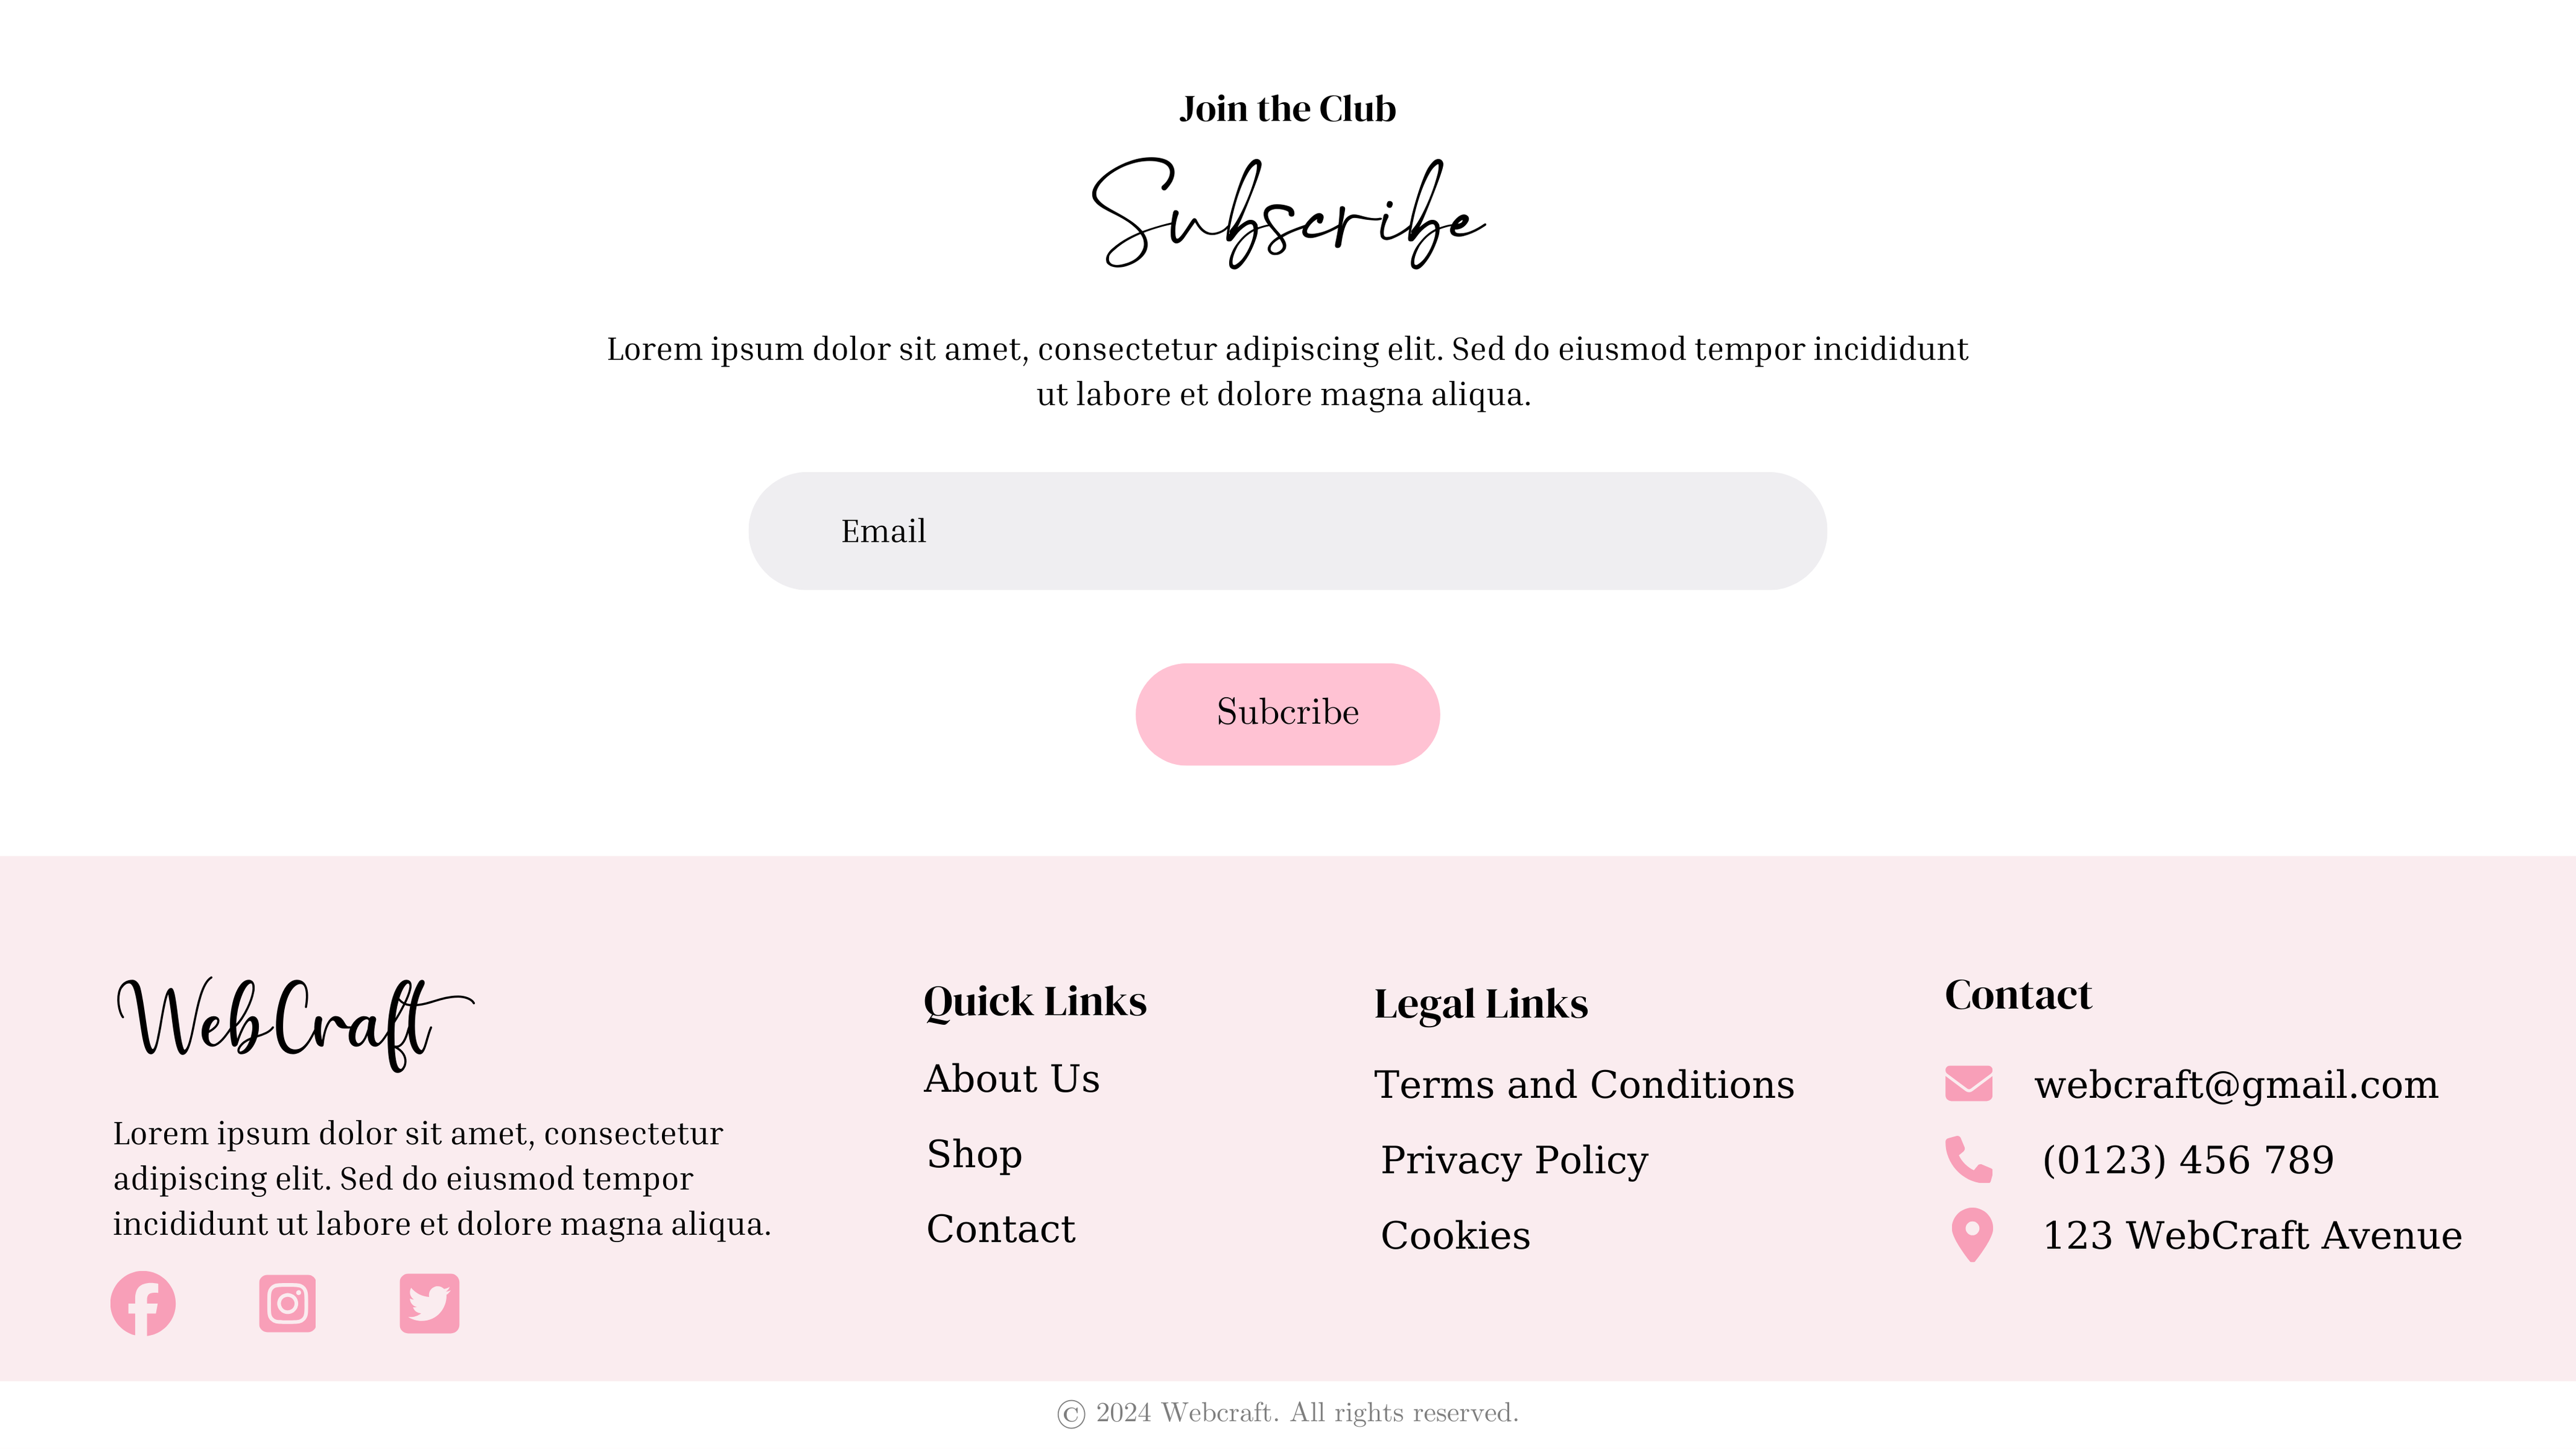 Join the Club
Subscribe
Lorem ipsum dolor sit amet, consectetur adipiscing elit. Sed do eiusmod tempor incididunt
ut labore et dolore magna aliqua.
Email
Subcribe
WebCraft
Lorem ipsum dolor sit amet, consectetur
adipiscing elit. Sed do eiusmod tempor
incididunt ut labore et dolore magna aliqua.
Quick Links
About Us
Shop
Contact
Legal Links
Terms and Conditions
Privacy Policy
Cookies
Contact
webcraft@gmail.com
(0123) 456 789
123 WebCraft Avenue
© 2024 Webcraft. All rights reserved.